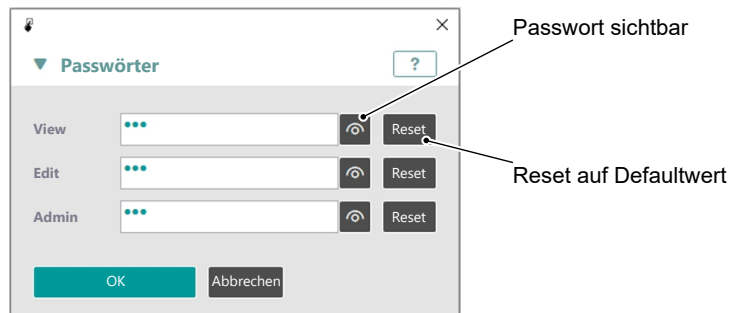 Passwort sichtbar
Passwörter ?
View ••• Reset
Reset auf Defaultwert
Edit ••• Reset
Admin ••• Reset
OK Abbrechen